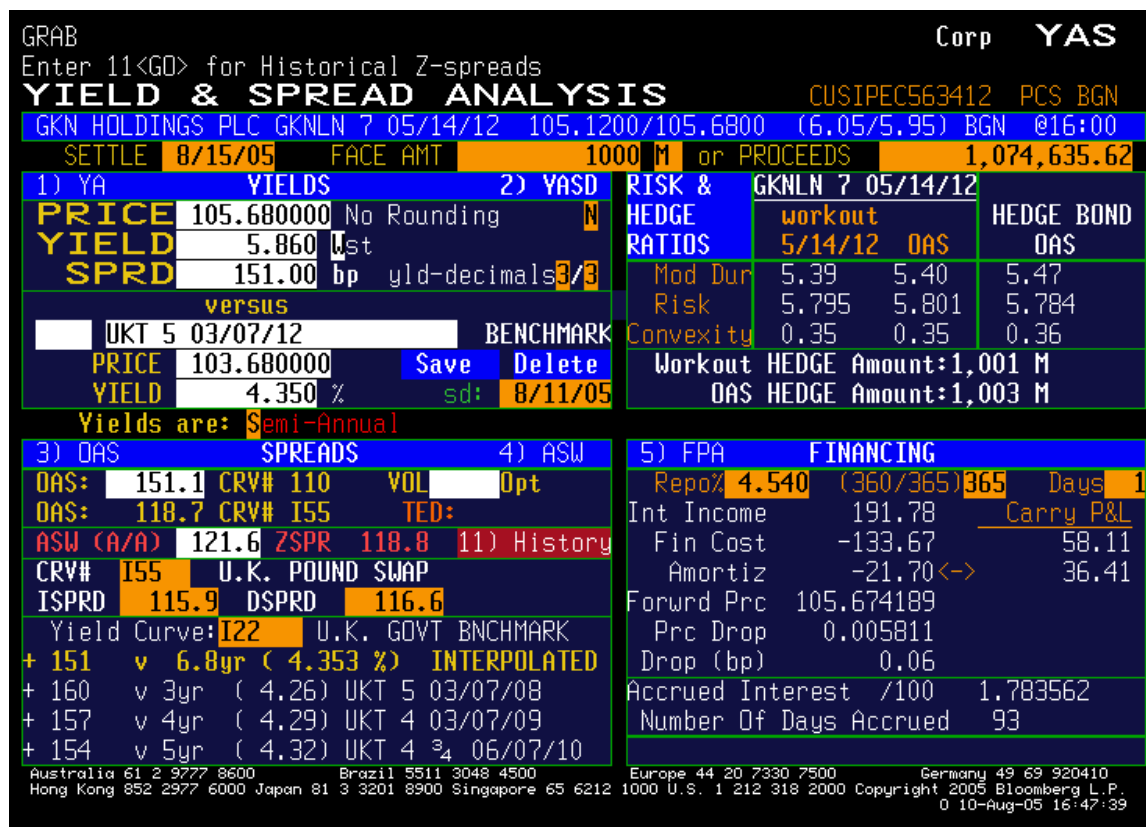 GRAB Corp YAS
Enter 11<GO> for Historical Z-spreads
YIELD & SPREAD ANALYSIS CUSIPEC563412 PCS BGN
GKN HOLDINGS PLC GKNLN 7 05/14/12 105.1200/105.6800 (6.05/5.95) BGN @16:00
SETTLE 8/15/05 FACE AMT 1000 M or PROCEEDS 1,074,635.62
1) YA YIELDS 2) YASD
PRICE 105.680000 No Rounding N
YIELD 5.860 Wst
SPRD 151.00 bp yld-decimals3/3
versus
UKT 5 03/07/12 BENCHMARK
PRICE 103.680000 Save Delete
YIELD 4.350 % sd: 8/11/05
Yields are: Semi-Annual
RISK & GKNLN 7 05/14/12
HEDGE workout HEDGE BOND
RATIOS 5/14/12 OAS OAS
Mod Dur 5.39 5.40 5.47
Risk 5.795 5.801 5.784
Convexity 0.35 0.35 0.36
Workout HEDGE Amount:1,001 M
OAS HEDGE Amount:1,003 M
3) OAS SPREADS 4) ASW
OAS: 151.1 CRV# 110 VOL Opt
OAS: 118.7 CRV# I55 TED:
ASW (A/A) 121.6 ZSPR 118.8 11) History
CRV# I55 U.K. POUND SWAP
ISPRD 115.9 DSPRD 116.6
Yield Curve:I22 U.K. GOVT BNCHMARK
+ 151 v 6.8yr ( 4.353 %) INTERPOLATED
+ 160 v 3yr ( 4.26) UKT 5 03/07/08
+ 157 v 4yr ( 4.29) UKT 4 03/07/09
+ 154 v 5yr ( 4.32) UKT 4 ¾ 06/07/10
5) FPA FINANCING
Repo% 4.540 (360/365)365 Days 1
Int Income 191.78 Carry P&L
Fin Cost -133.67 58.11
Amortiz -21.70<-> 36.41
Forwrd Prc 105.674189
Prc Drop 0.005811
Drop (bp) 0.06
Accrued Interest /100 1.783562
Number Of Days Accrued 93
Australia 61 2 9777 8600 Brazil 5511 3048 4500 Europe 44 20 7330 7500 Germany 49 69 920410
Hong Kong 852 2977 6000 Japan 81 3 3201 8900 Singapore 65 6212 1000 U.S. 1 212 318 2000 Copyright 2005 Bloomberg L.P.
0 10-Aug-05 16:47:39